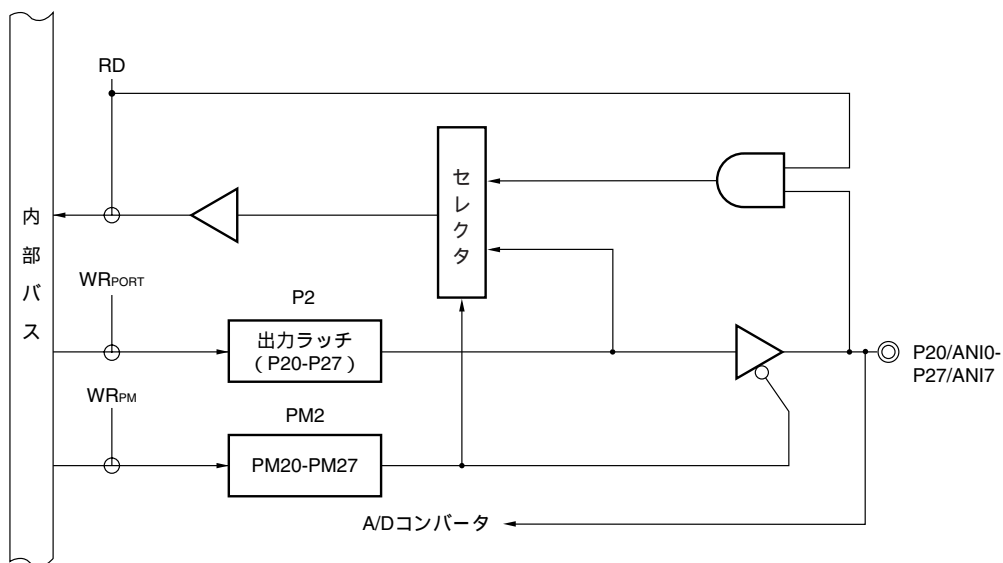 RD
セレクタ
内部バス
WRPORT
P2
出力ラッチ
(P20-P27)
P20/ANI0-
P27/ANI7
WRPM
PM2
PM20-PM27
A/Dコンバータ